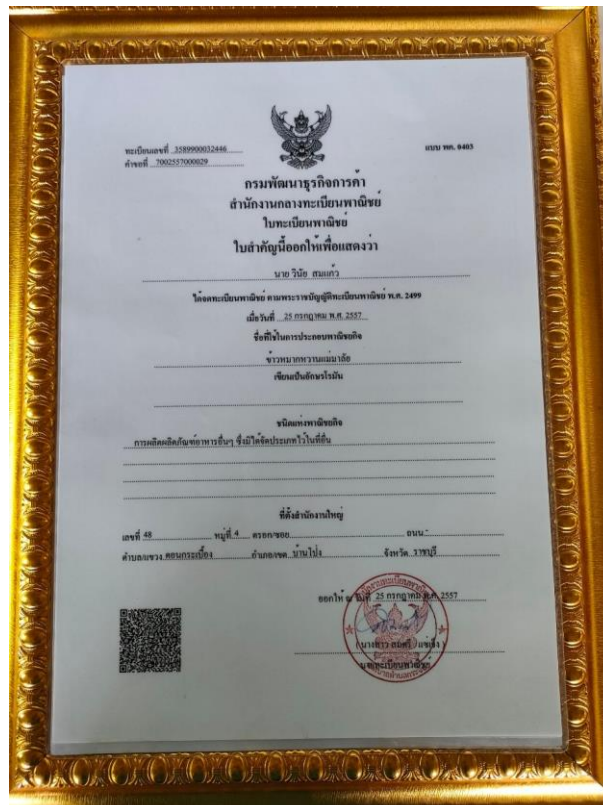 ทะเบียนเลขที่ 3589900032446
คำขอที่ 7002557000029
แบบ พค. 0403
กรมพัฒนาธุรกิจการค้า
สำนักงานกลางทะเบียนพาณิชย์
ใบทะเบียนพาณิชย์
ใบสำคัญนี้ออกให้เพื่อแสดงว่า
นาย วินัย สมแก้ว
ได้จดทะเบียนพาณิชย์ ตามพระราชบัญญัติทะเบียนพาณิชย์ พ.ศ. 2499
เมื่อวันที่ 25 กรกฎาคม พ.ศ. 2557
ชื่อที่ใช้ในการประกอบพาณิชยกิจ
ข้าวหมากหวานแม่มาลัย
เขียนเป็นอักษรโรมัน
ชนิดแห่งพาณิชยกิจ
การผลิตผลิตภัณฑ์อาหารอื่นๆ ซึ่งมิได้จัดประเภทไว้ในที่อื่น
ที่ตั้งสำนักงานใหญ่
เลขที่ 48 หมู่ที่ 4 ตรอก/ซอย ถนน -
ตำบล/แขวง ดอนกระเบื้อง อำเภอ/เขต บ้านโป่ง จังหวัด ราชบุรี
ออกให้ ณ วันที่ 25 กรกฎาคม พ.ศ. 2557
นายทะเบียนพาณิชย์